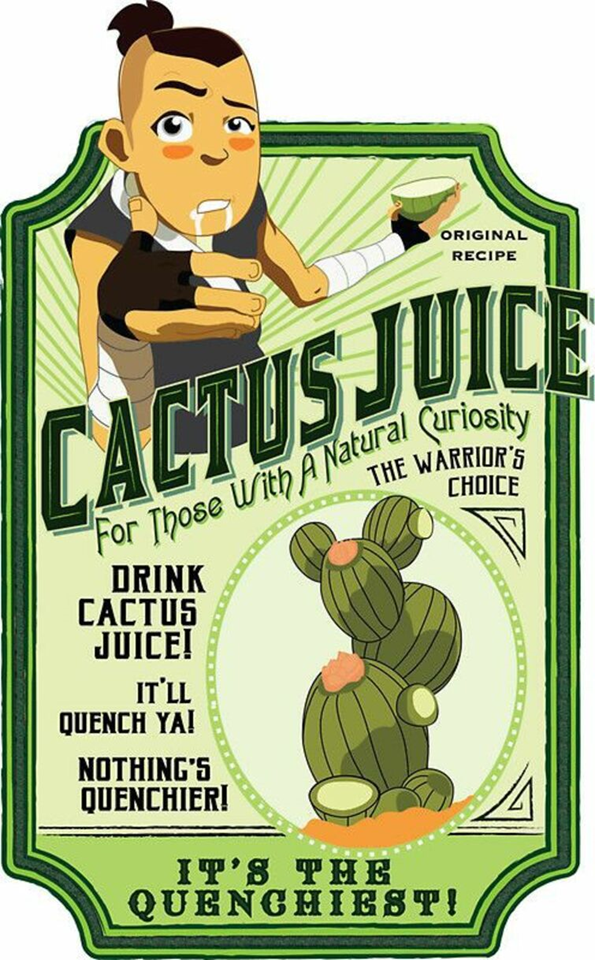 ORIGINAL
RECIPE
CACTUS JUICE
For Those With A Natural Curiosity
THE WARRIOR'S
CHOICE
DRINK
CACTUS
JUICE!
IT'LL
QUENCH YA!
NOTHING'S
QUENCHIER!
IT'S THE
QUENCHIEST!